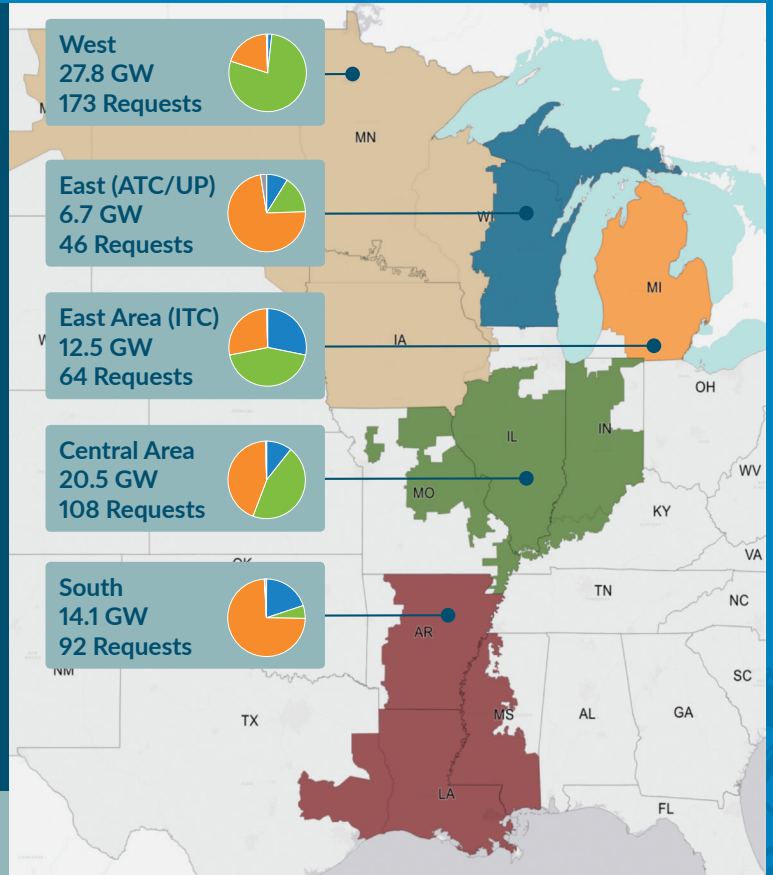 West
27.8 GW
173 Requests
MN
East (ATC/UP)
6.7 GW
46 Requests
WI
MI
East Area (ITC)
12.5 GW
64 Requests
IA
OH
Central Area
20.5 GW
108 Requests
IL
IN
MO
WV
KY
VA
South
14.1 GW
92 Requests
TN
NC
AR
NM
SC
TX
MS
AL
GA
LA
FL